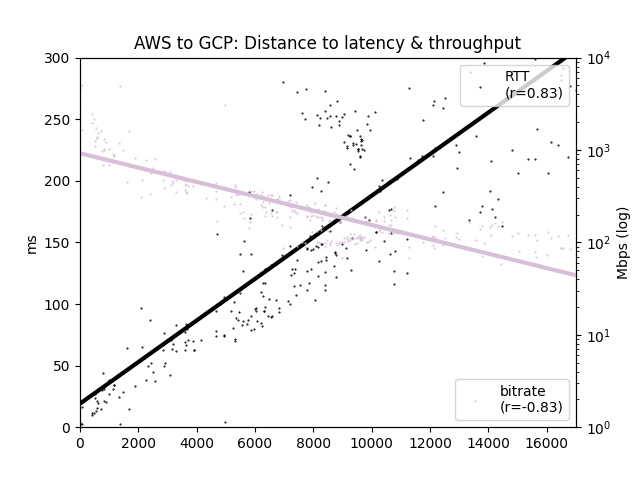 AWS to GCP: Distance to latency & throughput
RTT
(r=0.83)
300
250
200
150
100
50
0
ms
10^4
10^3
10^2
10^1
10^0
Mbps (log)
bitrate
(r=-0.83)
0 2000 4000 6000 8000 10000 12000 14000 16000